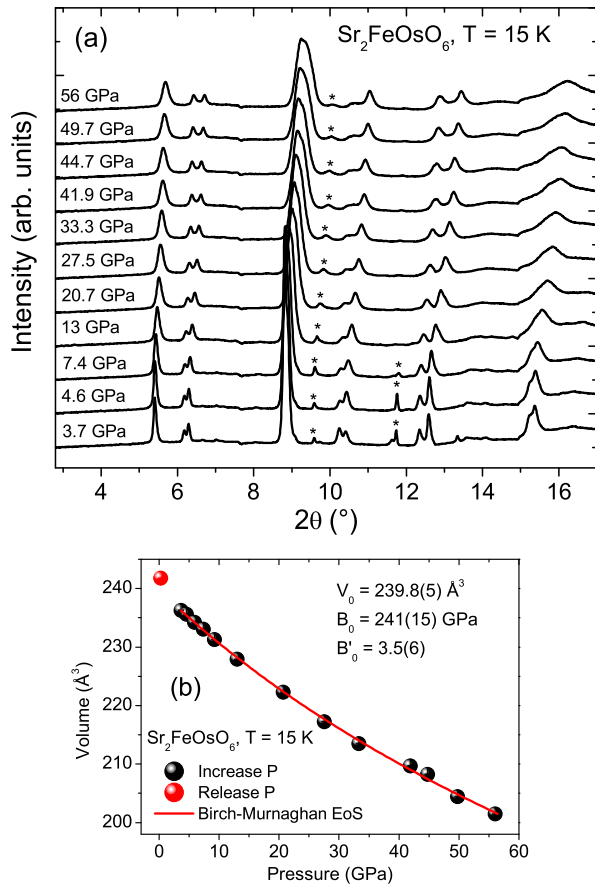 (a)
Sr₂FeOsO₆, T = 15 K
Intensity (arb. units)
56 GPa
*
49.7 GPa
*
44.7 GPa
*
41.9 GPa
*
33.3 GPa
*
27.5 GPa
*
20.7 GPa
*
13 GPa
*
7.4 GPa
* *
4.6 GPa
* *
3.7 GPa
* *
4 6 8 10 12 14 16
2θ (°)
240
230
220
210
200
Volume (Å³)
V₀ = 239.8(5) Å³
B₀ = 241(15) GPa
B'₀ = 3.5(6)
(b)
Sr₂FeOsO₆, T = 15 K
Increase P
Release P
Birch-Murnaghan EoS
0 10 20 30 40 50 60
Pressure (GPa)